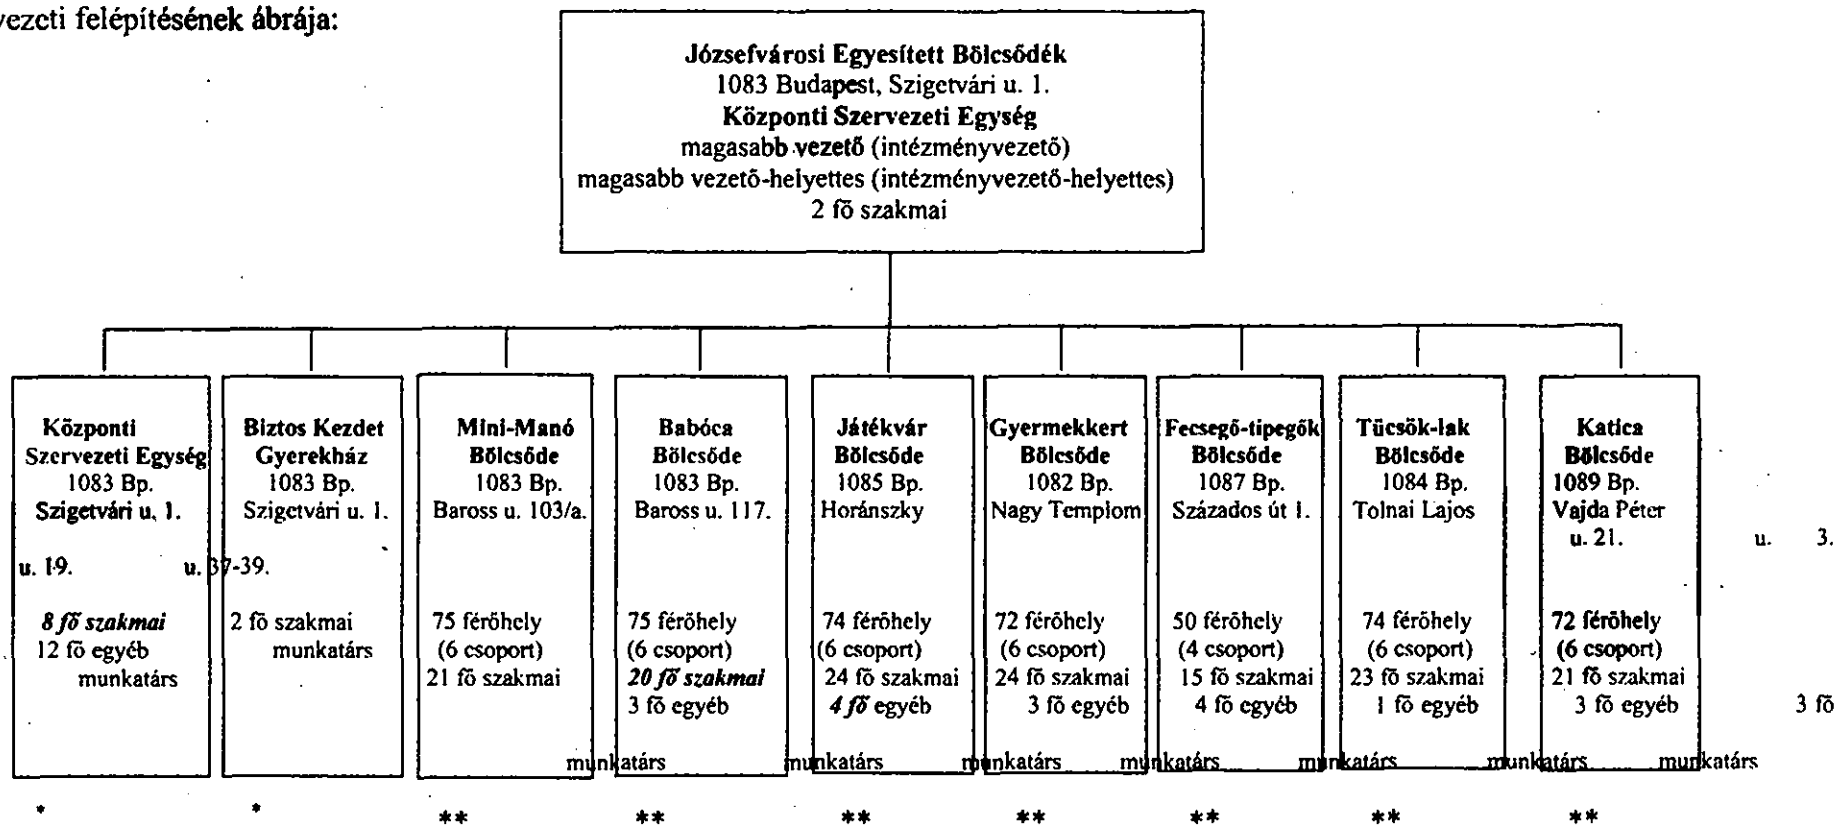 vezeti felépítésének ábrája:
Józsefvárosi Egyesített Bölcsődék
1083 Budapest, Szigetvári u. 1.
Központi Szervezeti Egység
magasabb vezető (intézményvezető)
magasabb vezető-helyettes (intézményvezető-helyettes)
2 fő szakmai
Központi
Szervezeti Egység
1083 Bp.
Szigetvári u. 1.
u. 19.
8 fő szakmai
12 fő egyéb
munkatárs
*
Biztos Kezdet
Gyerekház
1083 Bp.
Szigetvári u. 1.
u. 37-39.
2 fő szakmai
munkatárs
*
Mini-Manó
Bölcsőde
1083 Bp.
Baross u. 103/a.
75 férőhely
(6 csoport)
21 fő szakmai
munkatárs
**
Babóca
Bölcsőde
1083 Bp.
Baross u. 117.
75 férőhely
(6 csoport)
20 fő szakmai
3 fő egyéb
munkatárs
**
Játékvár
Bölcsőde
1085 Bp.
Horánszky
74 férőhely
(6 csoport)
24 fő szakmai
4 fő egyéb
munkatárs
**
Gyermekkert
Bölcsőde
1082 Bp.
Nagy Templom
72 férőhely
(6 csoport)
24 fő szakmai
3 fő egyéb
munkatárs
**
Fecsegő-tipegők
Bölcsőde
1087 Bp.
Százados út 1.
50 férőhely
(4 csoport)
15 fő szakmai
4 fő egyéb
munkatárs
**
Tücsök-lak
Bölcsőde
1084 Bp.
Tolnai Lajos
74 férőhely
(6 csoport)
23 fő szakmai
1 fő egyéb
munkatárs
**
Katica
Bölcsőde
1089 Bp.
Vajda Péter
u. 21.
72 férőhely
(6 csoport)
21 fő szakmai
3 fő egyéb
munkatárs
**
u. 3.
3 fő